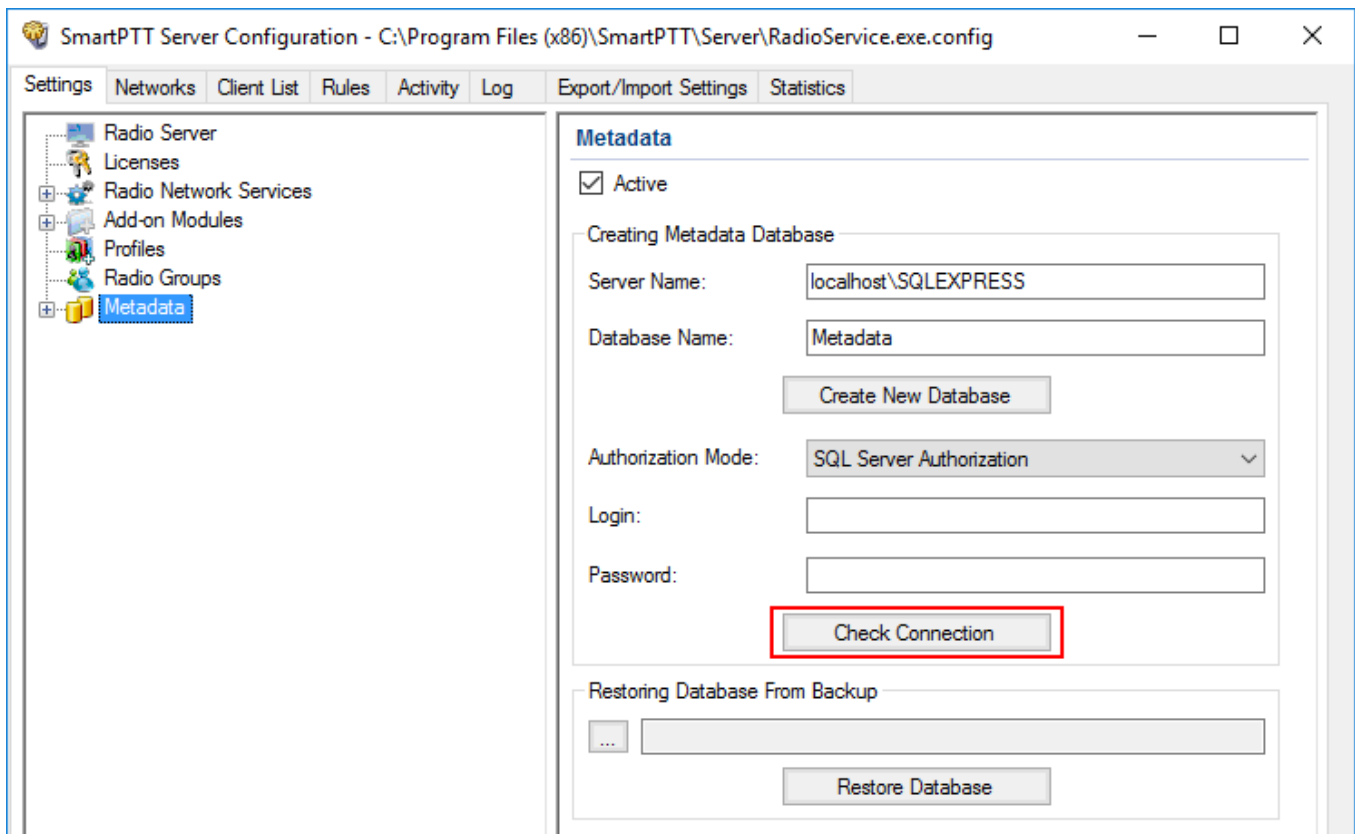 SmartPTT Server Configuration - C:\Program Files (x86)\SmartPTT\Server\RadioService.exe.config
Settings Networks Client List Rules Activity Log Export/Import Settings Statistics
Radio Server
Licenses
Radio Network Services
Add-on Modules
Profiles
Radio Groups
Metadata
Metadata
Active
Creating Metadata Database
Server Name: localhost\SQLEXPRESS
Database Name: Metadata
Create New Database
Authorization Mode: SQL Server Authorization
Login:
Password:
Check Connection
Restoring Database From Backup
...
Restore Database